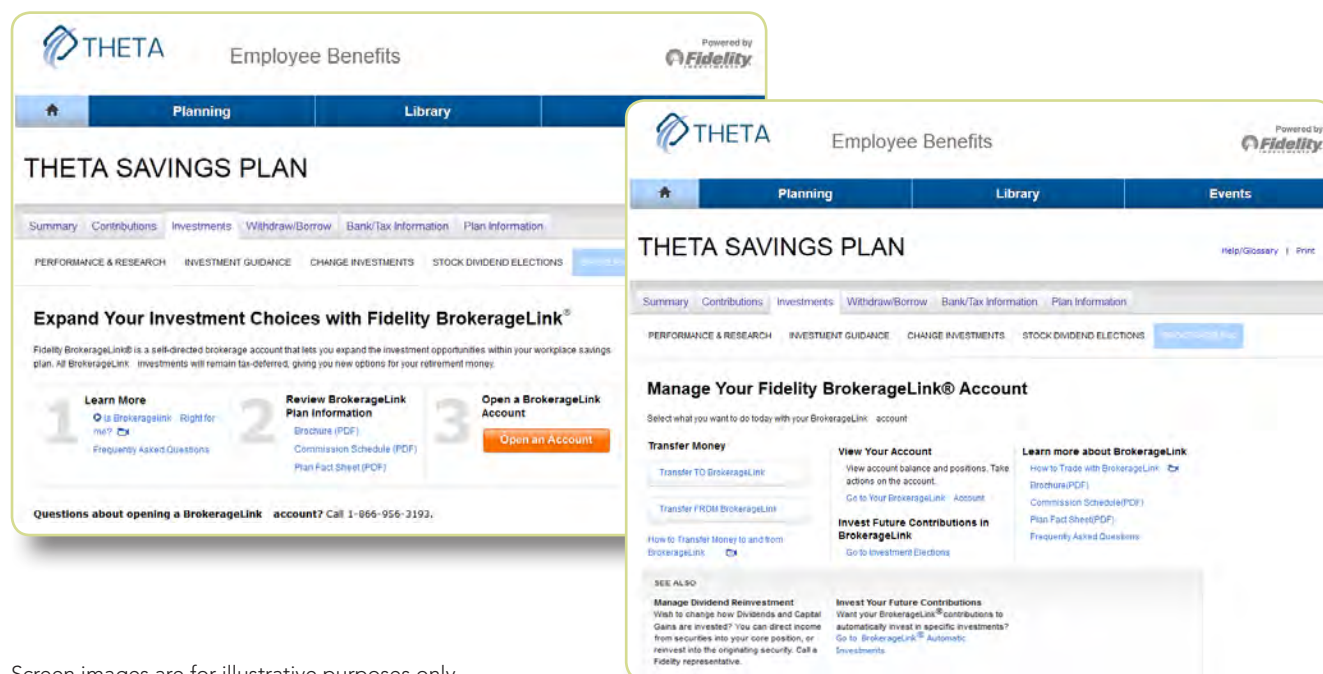 THETA
Employee Benefits
Powered by
Fidelity
INVESTMENTS
Planning
Library
THETA SAVINGS PLAN
Summary Contributions Investments Withdraw/Borrow Bank/Tax Information Plan Information
PERFORMANCE & RESEARCH INVESTMENT GUIDANCE CHANGE INVESTMENTS STOCK DIVIDEND ELECTIONS
Expand Your Investment Choices with Fidelity BrokerageLink®
Fidelity BrokerageLink® is a self-directed brokerage account that lets you expand the investment opportunities within your workplace savings
plan. All BrokerageLink investments will remain tax-deferred, giving you new options for your retirement money.
1
Learn More
Is Brokeragelink Right for
me?
Frequently Asked Questions
2
Review BrokerageLink
Plan Information
Brochure (PDF)
Commission Schedule (PDF)
Plan Fact Sheet (PDF)
3
Open a BrokerageLink
Account
Open an Account
Questions about opening a BrokerageLink account? Call 1-866-956-3193.
THETA
Employee Benefits
Powered by
Fidelity
INVESTMENTS
Planning
Library
Events
THETA SAVINGS PLAN
Help/Glossary | Print
Summary Contributions Investments Withdraw/Borrow Bank/Tax Information Plan Information
PERFORMANCE & RESEARCH INVESTMENT GUIDANCE CHANGE INVESTMENTS STOCK DIVIDEND ELECTIONS BROKERAGELINK
Manage Your Fidelity BrokerageLink® Account
Select what you want to do today with your BrokerageLink account
Transfer Money
Transfer TO BrokerageLink
Transfer FROM BrokerageLink
How to Transfer Money to and from
BrokerageLink
View Your Account
View account balance and positions. Take
actions on the account.
Go to Your BrokerageLink Account
Invest Future Contributions in
BrokerageLink
Go to Investment Elections
Learn more about BrokerageLink
How to Trade with BrokerageLink
Brochure(PDF)
Commission Schedule(PDF)
Plan Fact Sheet(PDF)
Frequently Asked Questions
SEE ALSO
Manage Dividend Reinvestment
Wish to change how Dividends and Capital
Gains are invested? You can direct income
from securities into your core position, or
reinvest into the originating security. Call a
Fidelity representative.
Invest Your Future Contributions
Want your BrokerageLink® contributions to
automatically invest in specific investments?
Go to BrokerageLink® Automatic
Investments
Screen images are for illustrative purposes only.